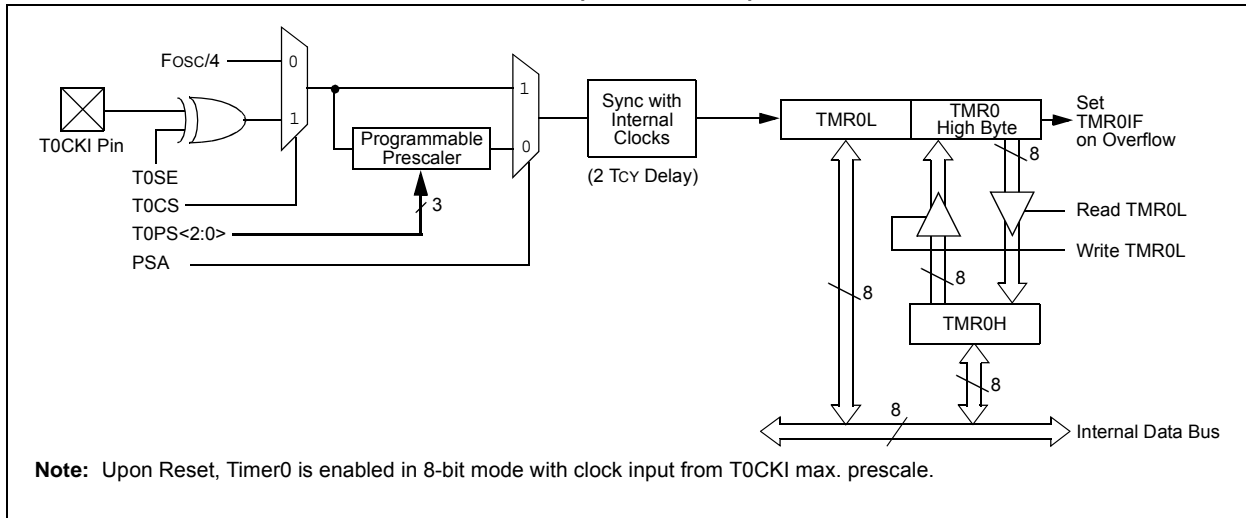 FOSC/4
0
1
T0CKI Pin
T0SE
T0CS
T0PS<2:0>
PSA
Programmable
Prescaler
3
1
0
Sync with
Internal
Clocks
(2 TCY Delay)
TMR0L
TMR0
High Byte
Set
TMR0IF
on Overflow
8
Read TMR0L
Write TMR0L
8
8
TMR0H
8
8
Internal Data Bus
Note: Upon Reset, Timer0 is enabled in 8-bit mode with clock input from T0CKI max. prescale.